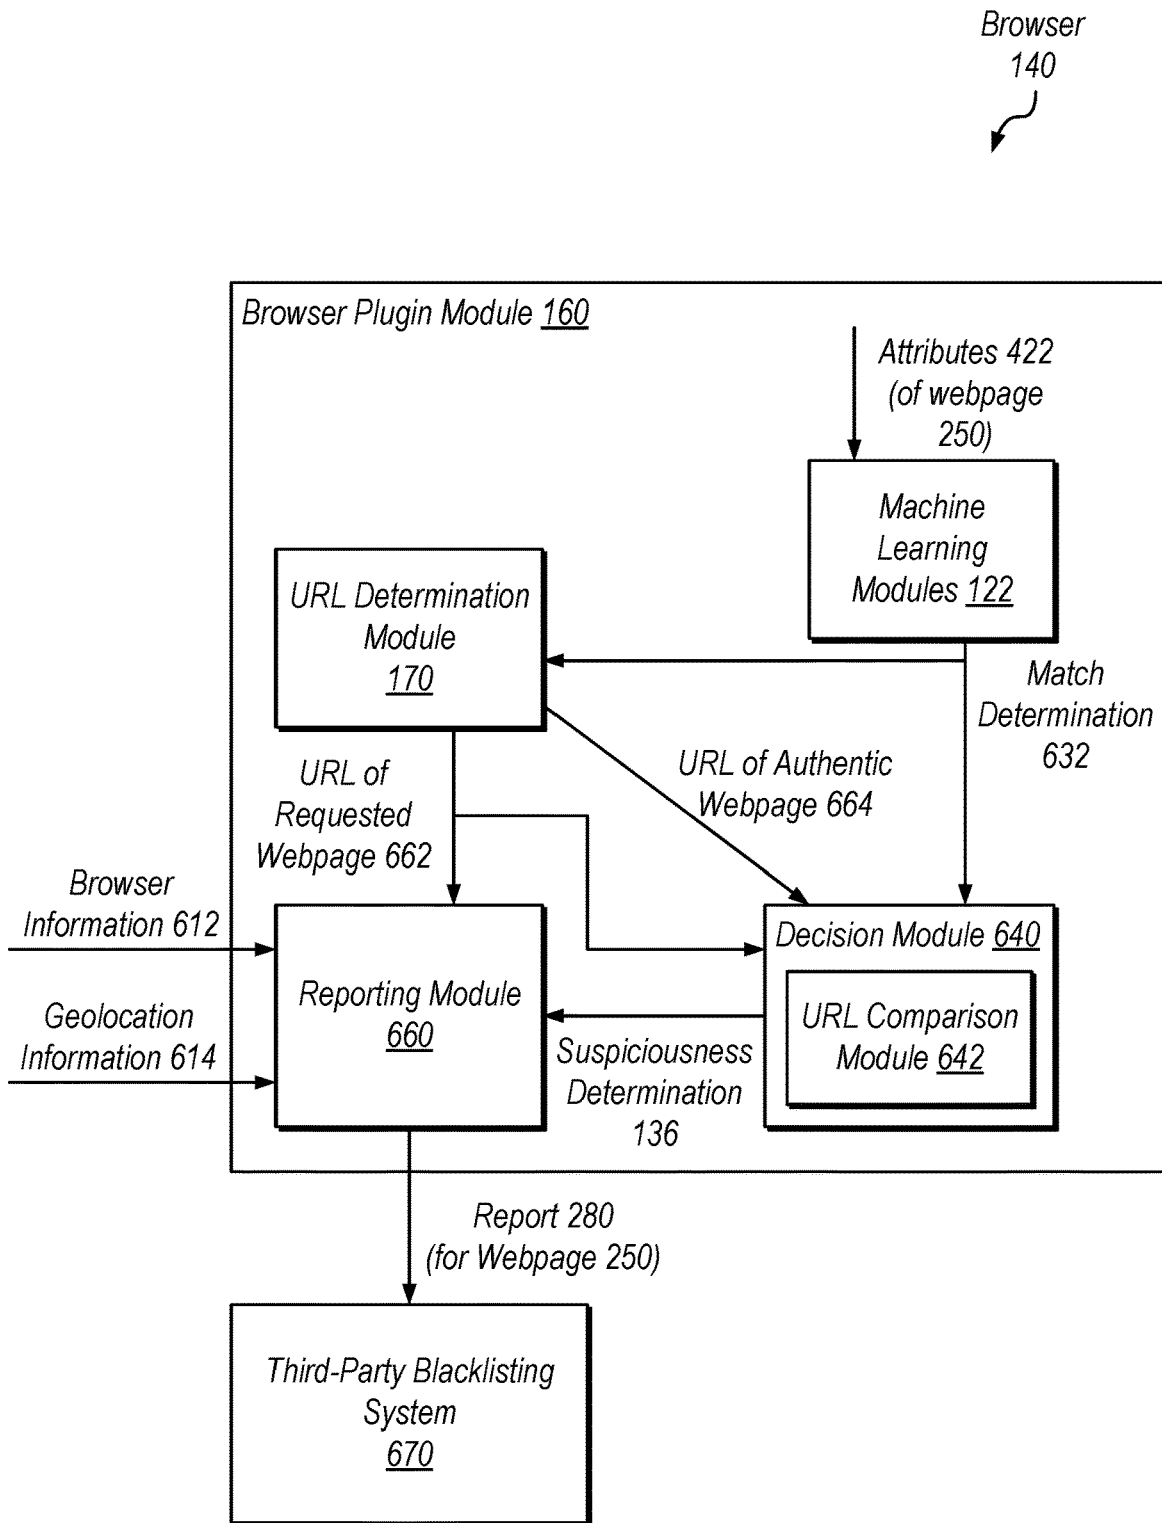 Browser
140
Browser Plugin Module 160
Attributes 422
(of webpage
250)
Machine
Learning
Modules 122
URL Determination
Module
170
Match
Determination
632
URL of
Requested
Webpage 662
URL of Authentic
Webpage 664
Browser
Information 612
Geolocation
Information 614
Reporting Module
660
Decision Module 640
URL Comparison
Module 642
Suspiciousness
Determination
136
Report 280
(for Webpage 250)
Third-Party Blacklisting
System
670